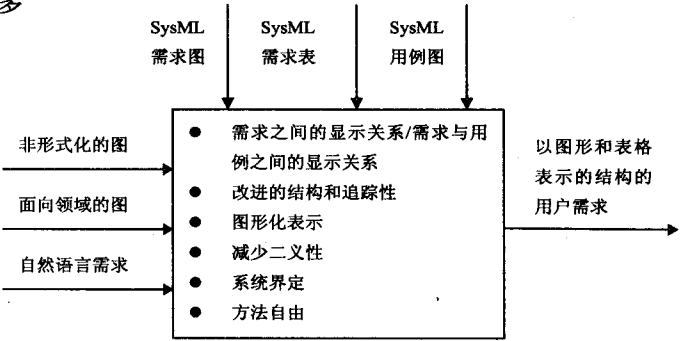 SysML
需求图
SysML
需求表
SysML
用例图
非形式化的图
面向领域的图
自然语言需求
● 需求之间的显示关系/需求与用
例之间的显示关系
● 改进的结构和追踪性
● 图形化表示
● 减少二义性
● 系统界定
● 方法自由
以图形和表格
表示的结构的
用户需求